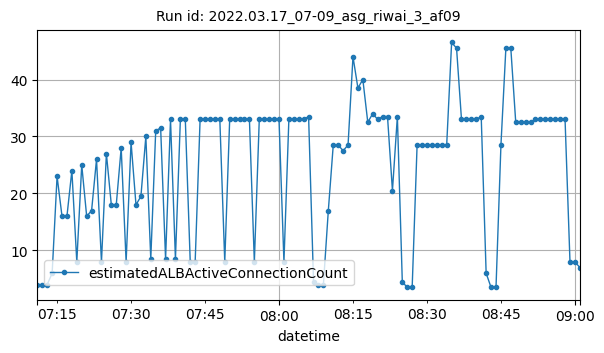 Run id: 2022.03.17_07-09_asg_riwai_3_af09
40
30
20
10
estimatedALBActiveConnectionCount
07:15 07:30 07:45 08:00 08:15 08:30 08:45 09:00
datetime